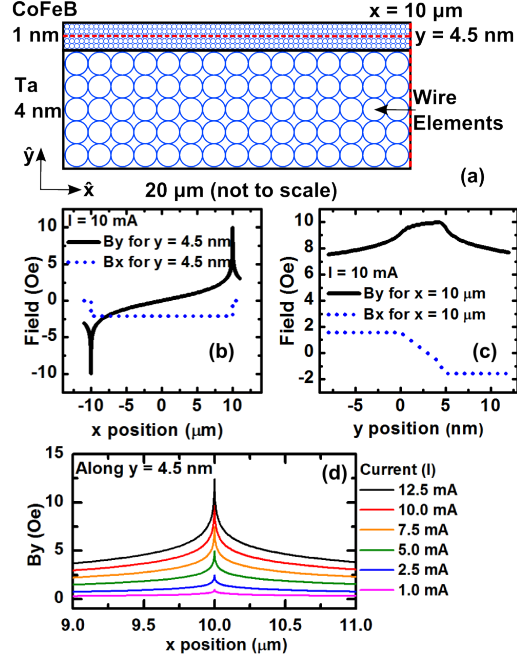 CoFeB
1 nm
x = 10 μm
y = 4.5 nm
Ta
4 nm
Wire
Elements
ŷ
x̂
20 μm (not to scale)
(a)
I = 10 mA
By for y = 4.5 nm
Bx for y = 4.5 nm
10
5
0
-5
-10
Field (Oe)
(b)
-10
-5
0
5
10
x position (μm)
I = 10 mA
By for x = 10 μm
Bx for x = 10 μm
10
8
6
4
2
0
-2
Field (Oe)
(c)
-5
0
5
10
y position (nm)
Along y = 4.5 nm
(d)
15
10
5
0
By (Oe)
9.0
9.5
10.0
10.5
11.0
x position (μm)
Current (I)
12.5 mA
10.0 mA
7.5 mA
5.0 mA
2.5 mA
1.0 mA